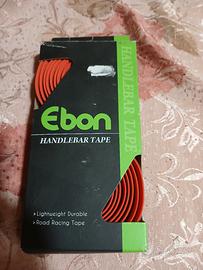 HANDLEBAR TAPE
Ebon
HANDLEBAR TAPE
Lightweight Durable
Road Racing Tape